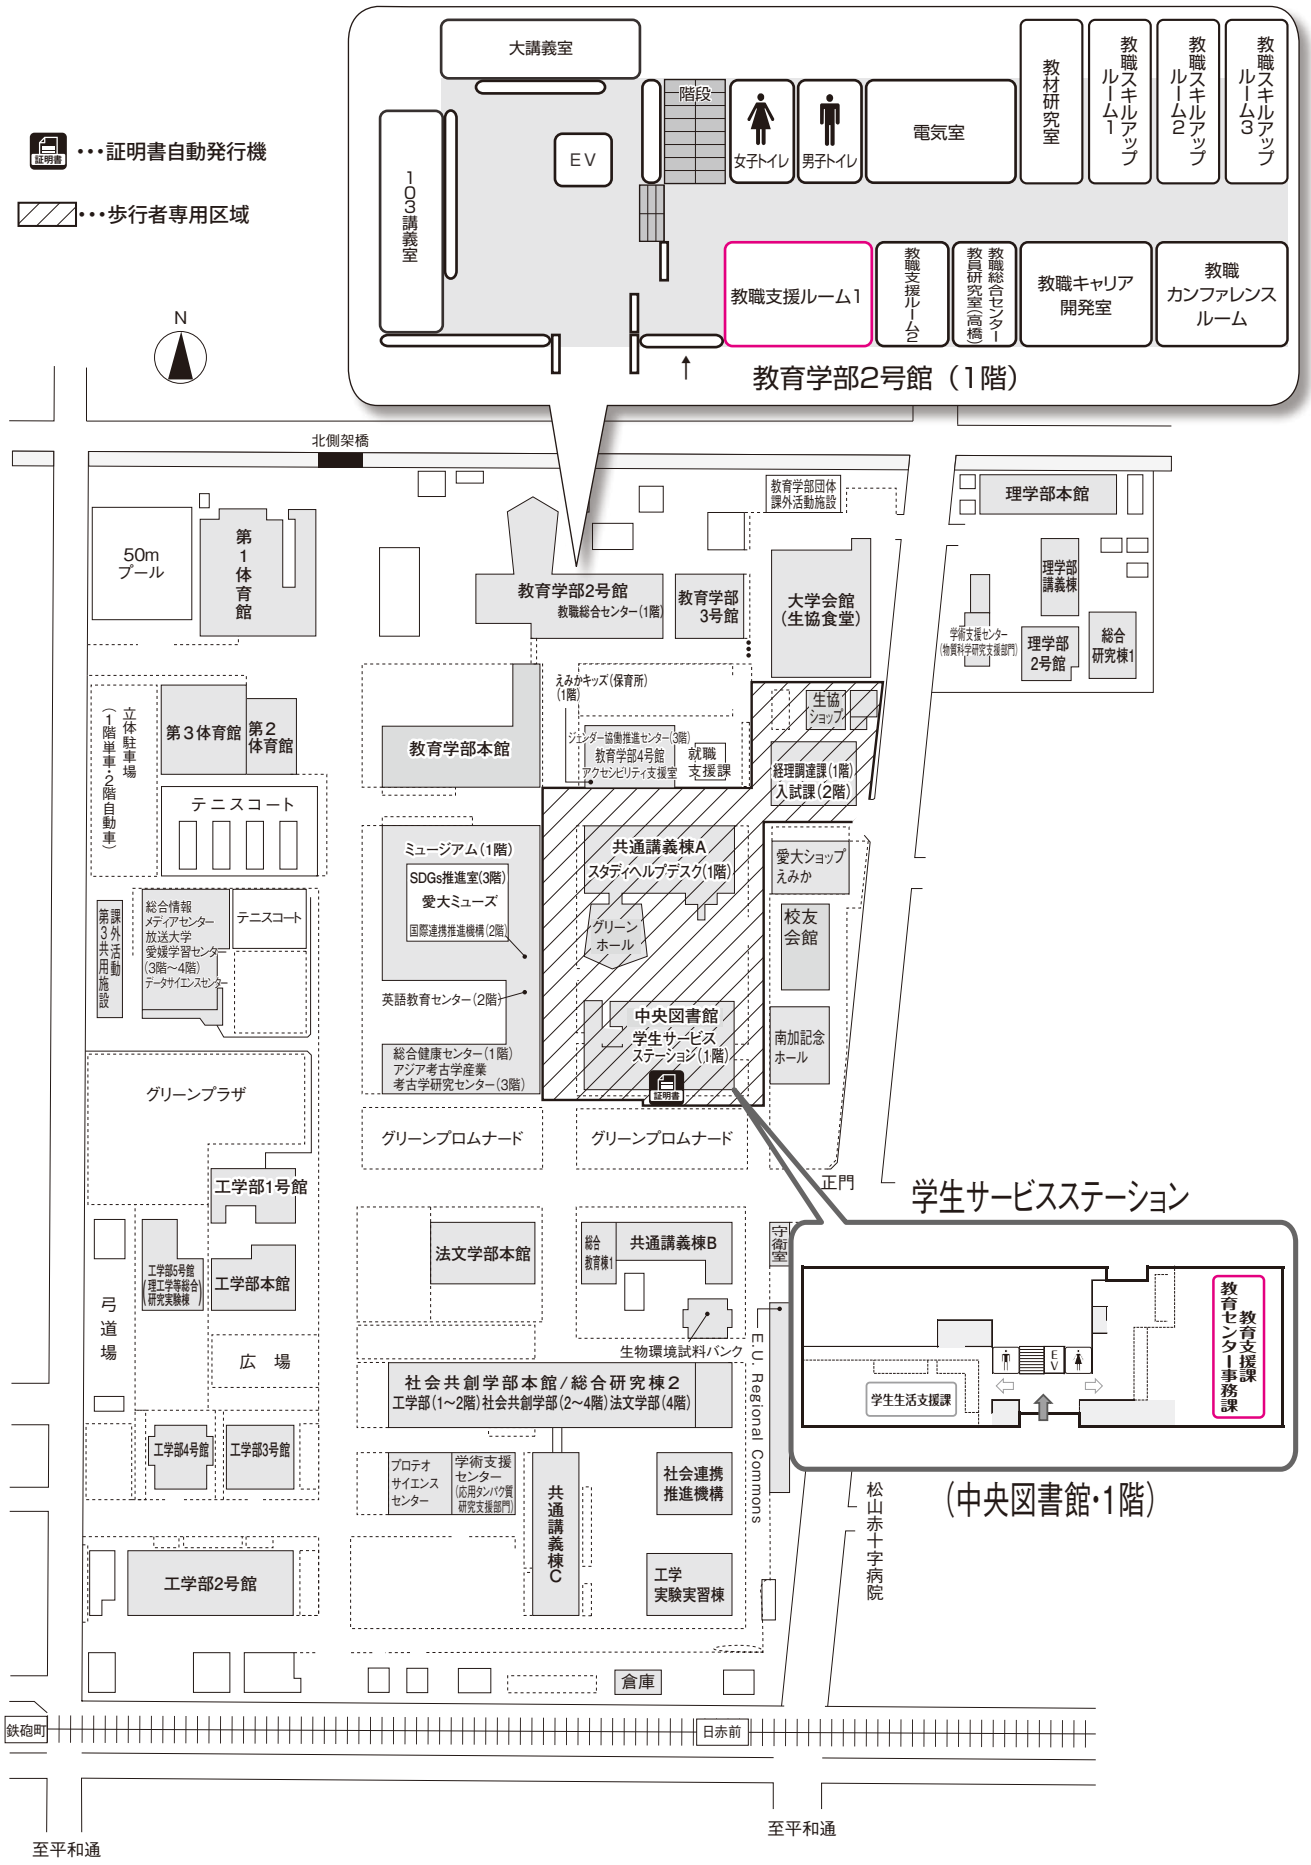 大講義室
103講義室
EV
階段
女子トイレ
男子トイレ
電気室
教材研究室
教職スキルアップ
ルーム1
教職スキルアップ
ルーム2
教職スキルアップ
ルーム3
教職支援ルーム1
教職支援ルーム2
教職総合センター
教員研究室(高橋)
教職キャリア
開発室
教職
カンファレンス
ルーム
教育学部2号館（1階）
証明書
･･･証明書自動発行機
･･･歩行者専用区域
N
北側架橋
50m
プール
第1体育館
教育学部2号館
教職総合センター(1階)
教育学部
3号館
教育学部団体
課外活動施設
大学会館
(生協食堂)
理学部本館
理学部
講義棟
学術支援センター
(物質科学研究支援部門)
理学部
2号館
総合
研究棟1
立体駐車場
(1階単車・2階自動車)
第3体育館
第2
体育館
テニスコート
教育学部本館
えみかキッズ(保育所)
(1階)
ジェンダー協働推進センター(3階)
教育学部4号館
アクセシビリティ支援室
就職
支援課
生協
ショップ
経理調達課(1階)
入試課(2階)
ミュージアム(1階)
SDGs推進室(3階)
愛大ミューズ
国際連携推進機構(2階)
英語教育センター(2階)
総合健康センター(1階)
アジア考古学産業
考古学研究センター(3階)
共通講義棟A
スタディヘルプデスク(1階)
グリーン
ホール
愛大ショップ
えみか
校友
会館
課外活動
第3共用施設
総合情報
メディアセンター
放送大学
愛媛学習センター
(3階～4階)
データサイエンスセンター
テニスコート
中央図書館
学生サービス
ステーション(1階)
証明書
南加記念
ホール
グリーンプラザ
グリーンプロムナード
グリーンプロムナード
正門
工学部1号館
工学部5号館
(理工学等総合)
研究実験棟
工学部本館
弓道場
広場
法文学部本館
総合
教育棟1
共通講義棟B
守衛室
生物環境試料バンク
E.U Regional Commons
学生サービスステーション
EV
学生生活支援課
教育支援課
教育センター事務課
(中央図書館・1階)
社会共創学部本館/総合研究棟2
工学部(1～2階)社会共創学部(2～4階)法文学部(4階)
工学部4号館
工学部3号館
プロテオ
サイエンス
センター
学術支援
センター
(応用タンパク質
研究支援部門)
共通講義棟C
社会連携
推進機構
工学
実験実習棟
松山赤十字病院
工学部2号館
倉庫
鉄砲町
日赤前
至平和通
至平和通